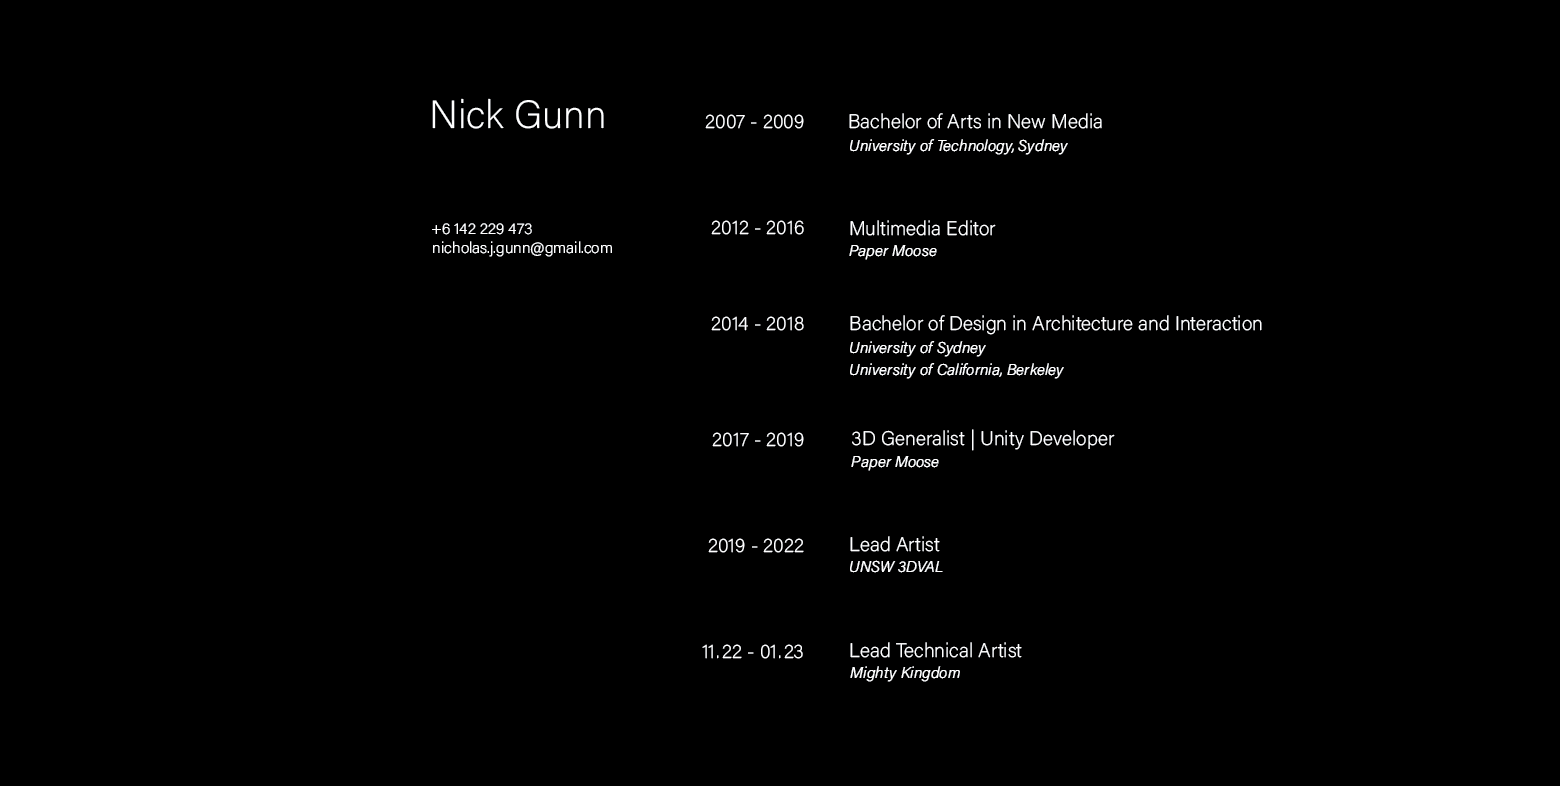 Nick Gunn
+6 142 229 473
nicholas.j.gunn@gmail.com
2007 - 2009 Bachelor of Arts in New Media
University of Technology, Sydney
2012 - 2016 Multimedia Editor
Paper Moose
2014 - 2018 Bachelor of Design in Architecture and Interaction
University of Sydney
University of California, Berkeley
2017 - 2019 3D Generalist | Unity Developer
Paper Moose
2019 - 2022 Lead Artist
UNSW 3DVAL
11.22 - 01.23 Lead Technical Artist
Mighty Kingdom